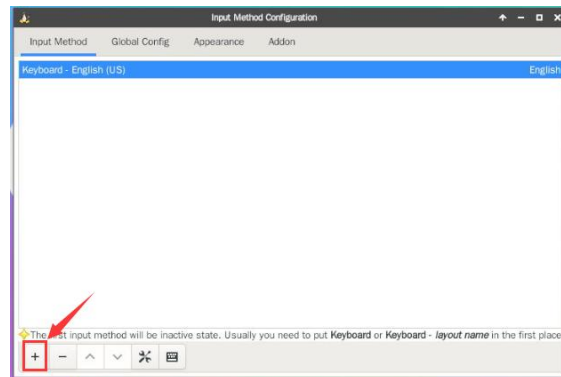 Input Method Configuration
Input Method Global Config Appearance Addon
Keyboard - English (US) English
The first input method will be inactive state. Usually you need to put Keyboard or Keyboard - layout name in the first place